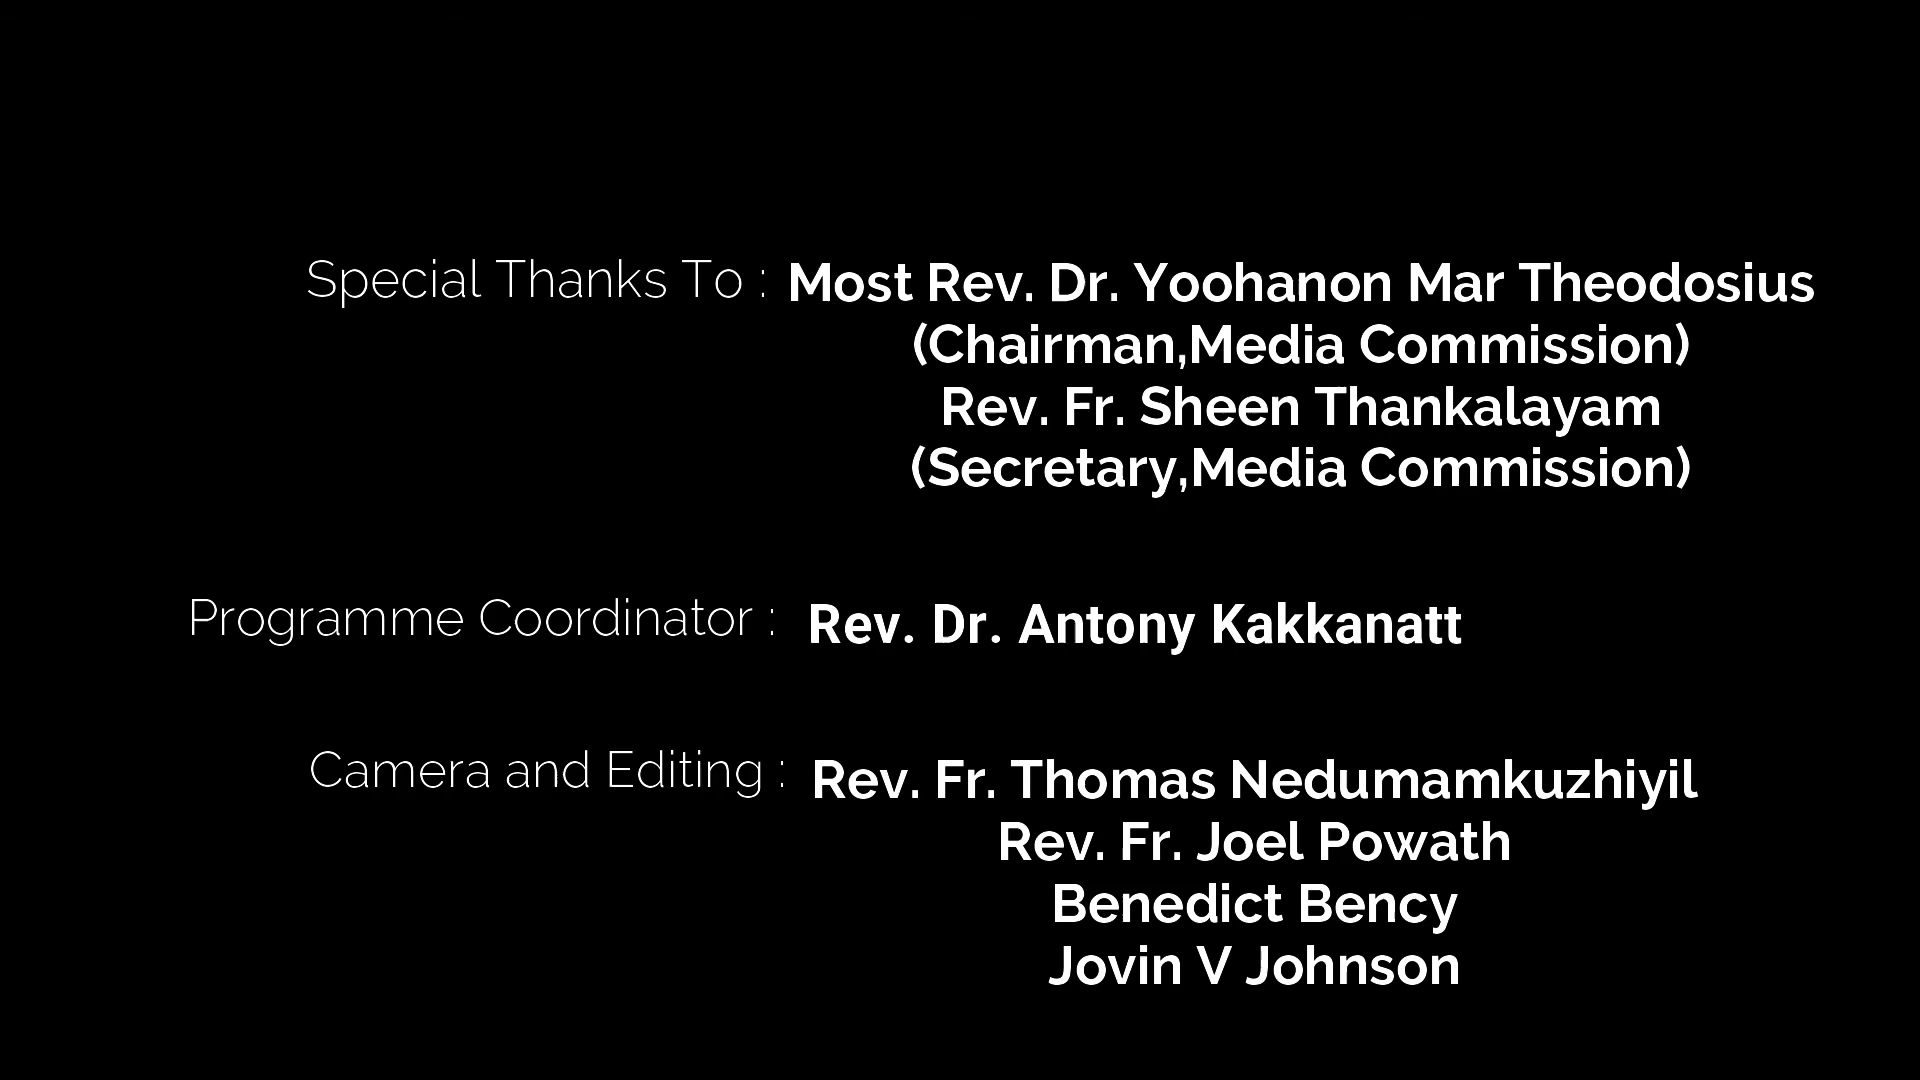 Special Thanks To : Most Rev. Dr. Yoohanon Mar Theodosius
(Chairman,Media Commission)
Rev. Fr. Sheen Thankalayam
(Secretary,Media Commission)
Programme Coordinator : Rev. Dr. Antony Kakkanatt
Camera and Editing : Rev. Fr. Thomas Nedumamkuzhiyil
Rev. Fr. Joel Powath
Benedict Bency
Jovin V Johnson